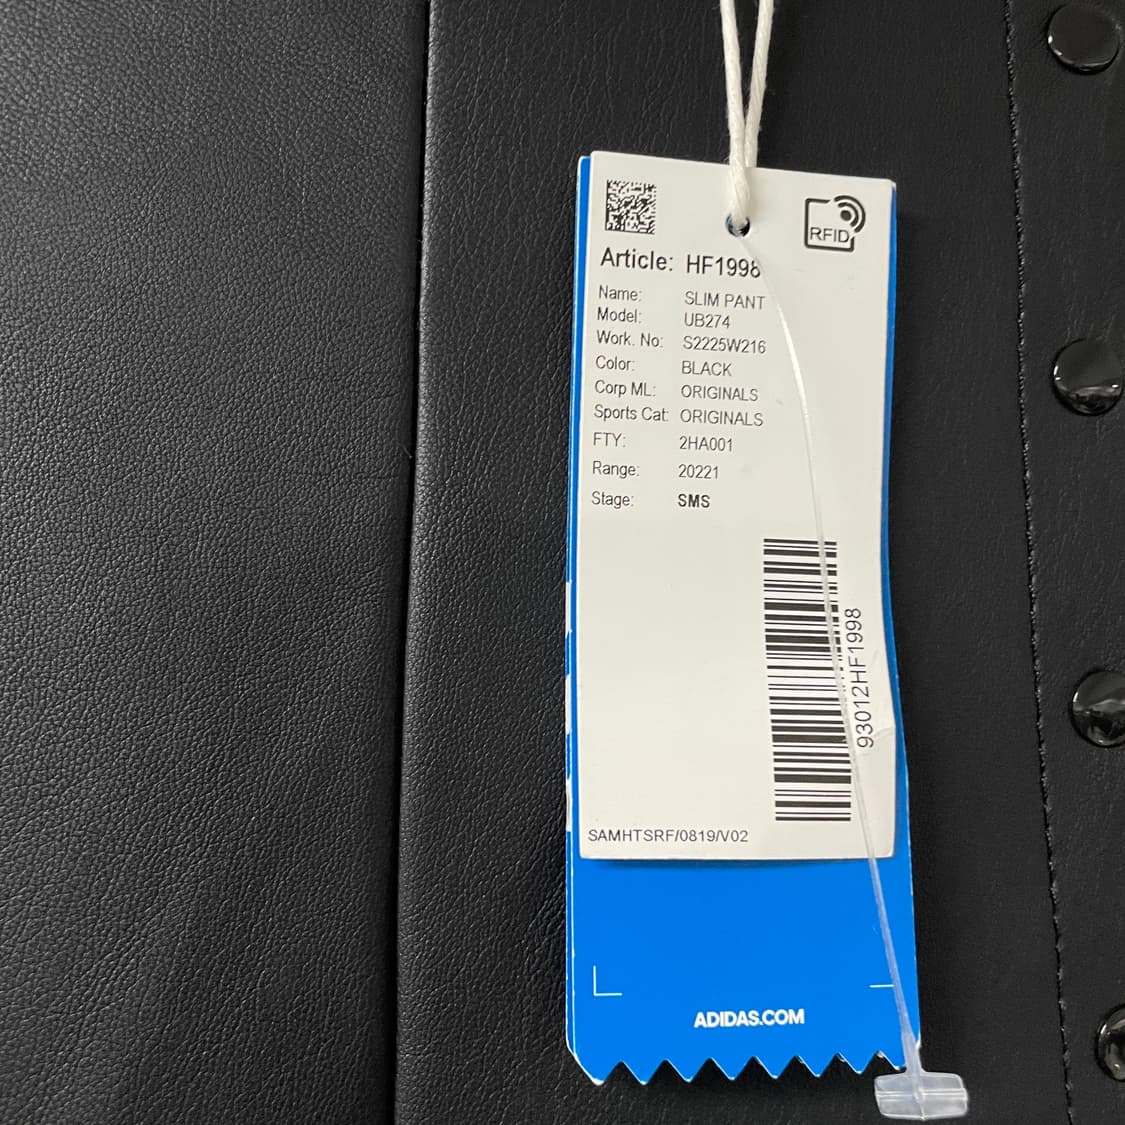 RFID
Article: HF1998
Name: SLIM PANT
Model: UB274
Work. No: S2225W216
Color: BLACK
Corp ML: ORIGINALS
Sports Cat: ORIGINALS
FTY: 2HA001
Range: 20221
Stage: SMS
93012HF1998
SAMHTSRF/0819/V02
ADIDAS.COM